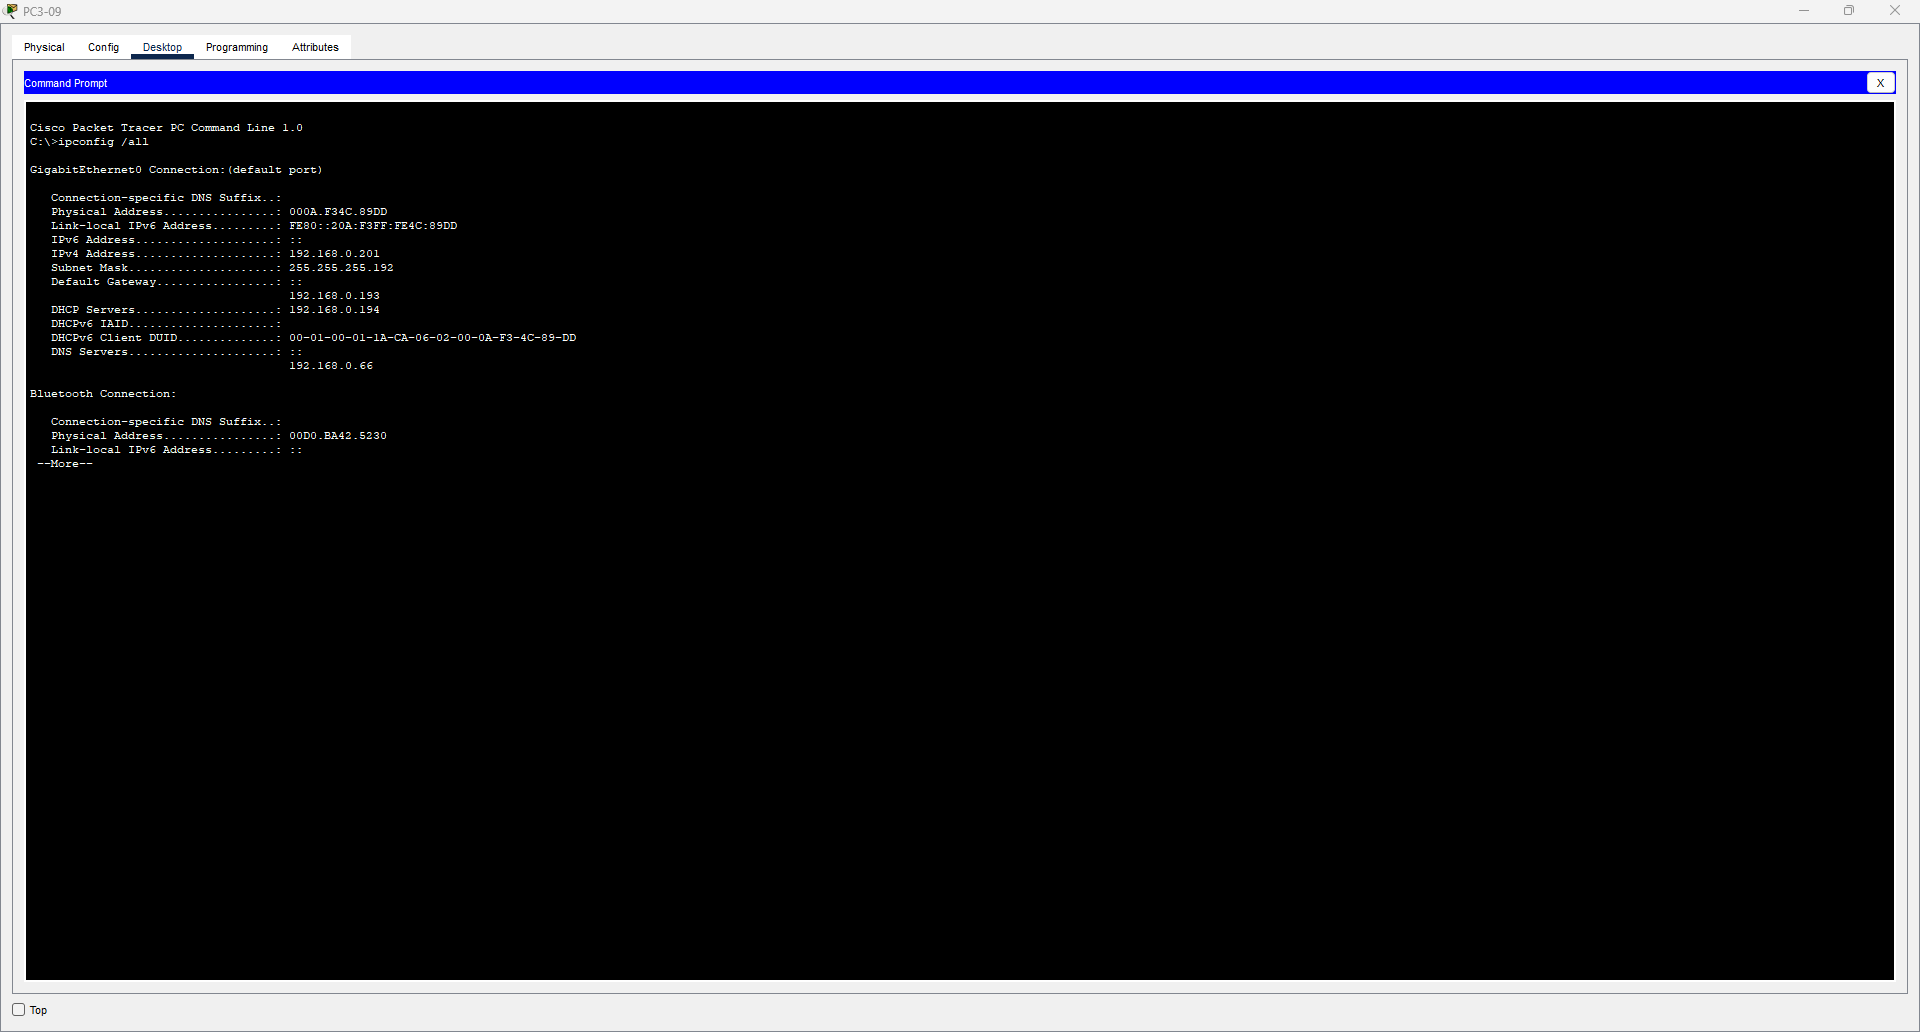 PC3-09
Physical Config Desktop Programming Attributes
Command Prompt X
Cisco Packet Tracer PC Command Line 1.0
C:\>ipconfig /all
GigabitEthernet0 Connection:(default port)
Connection-specific DNS Suffix..:
Physical Address................: 000A.F34C.89DD
Link-local IPv6 Address.........: FE80::20A:F3FF:FE4C:89DD
IPv6 Address....................: ::
IPv4 Address....................: 192.168.0.201
Subnet Mask.....................: 255.255.255.192
Default Gateway.................: ::
192.168.0.193
DHCP Servers....................: 192.168.0.194
DHCPv6 IAID.....................:
DHCPv6 Client DUID..............: 00-01-00-01-1A-CA-06-02-00-0A-F3-4C-89-DD
DNS Servers.....................: ::
192.168.0.66
Bluetooth Connection:
Connection-specific DNS Suffix..:
Physical Address................: 00D0.BA42.5230
Link-local IPv6 Address.........: ::
--More--
Top